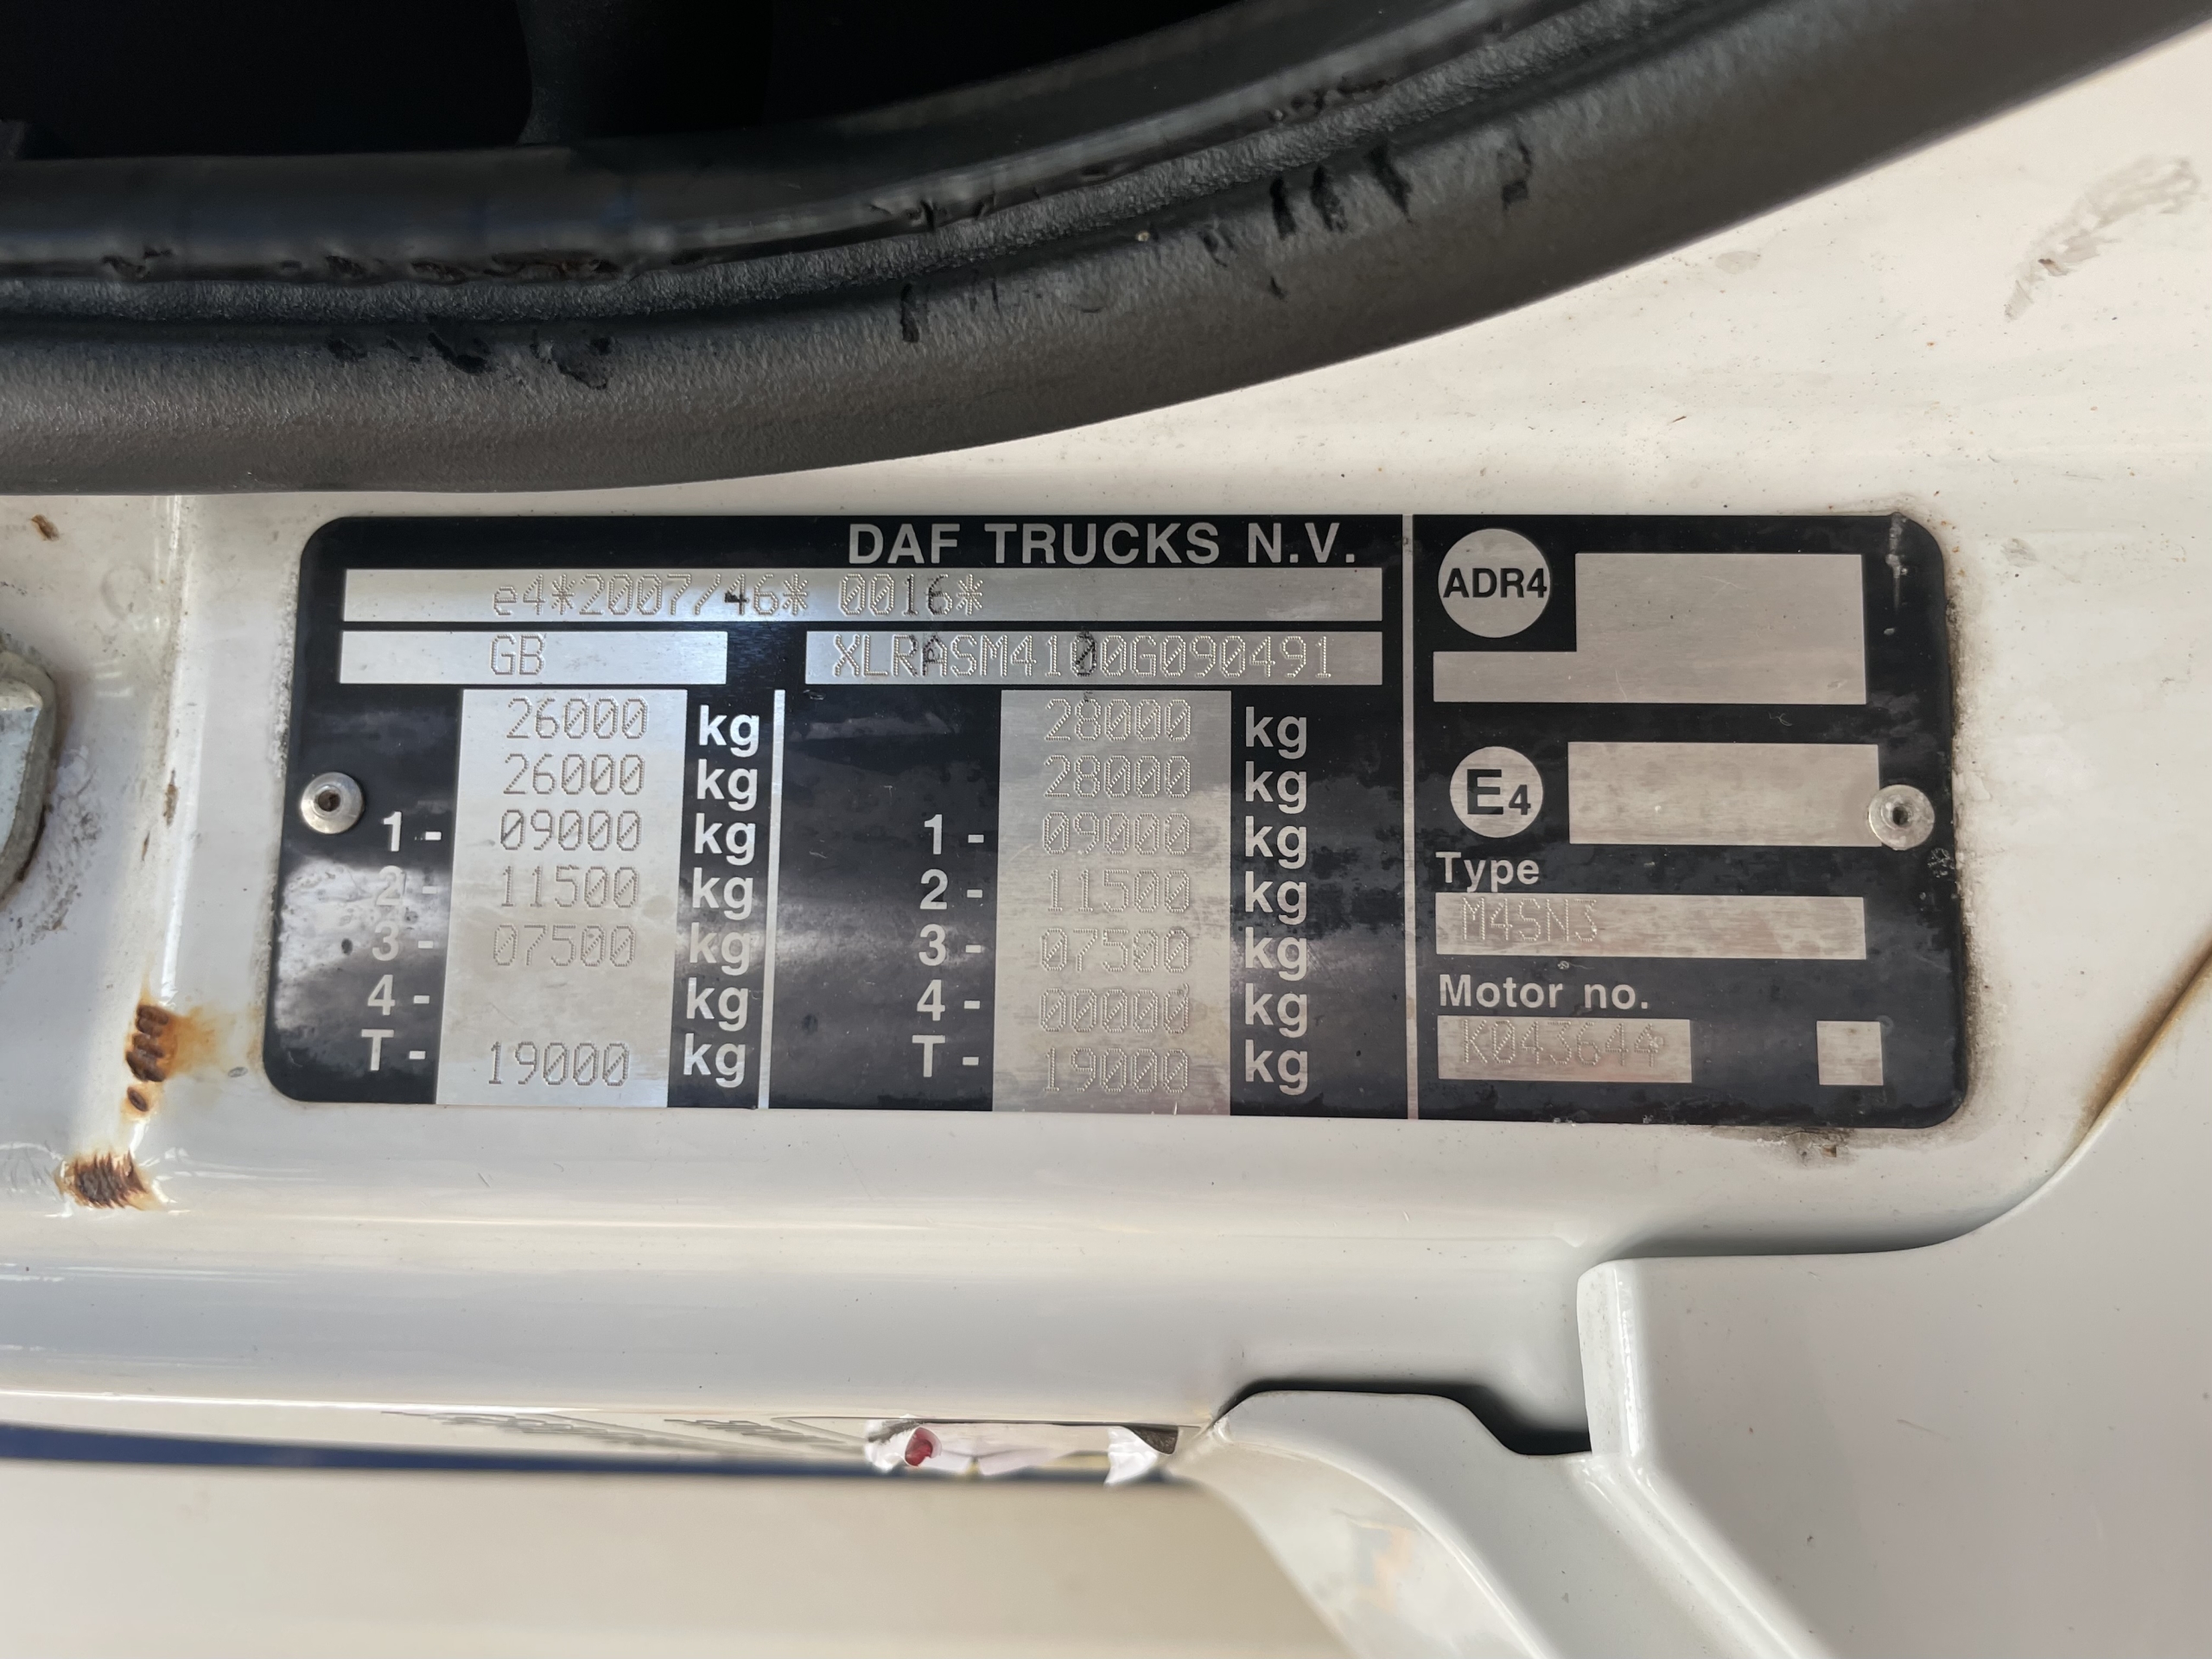 DAF TRUCKS N.V.
e4*2007/46* 0016*
GB XLRASM4100G090491
26000 kg 28000 kg
26000 kg 28000 kg
1- 09000 kg 1- 09000 kg
2- 11500 kg 2- 11500 kg
3- 07500 kg 3- 07500 kg
4- kg 4- 00000 kg
T- 19000 kg T- 19000 kg
ADR4
E4
Type
M4SN3
Motor no.
K043644